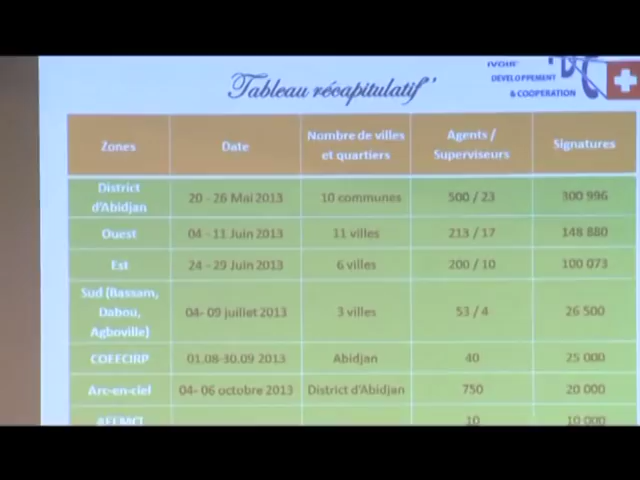 IVOIR'
DEVELOPPEMENT
& COOPERATION
Tableau récapitulatif
Zones Date Nombre de villes et quartiers Agents / Superviseurs Signatures
District d'Abidjan 20 - 26 Mai 2013 10 communes 500 / 23 300 996
Ouest 04 - 11 Juin 2013 11 villes 213 / 17 148 880
Est 24 - 29 Juin 2013 6 villes 200 / 10 100 073
Sud (Bassam, Dabou, Agboville) 04- 09 juillet 2013 3 villes 53 / 4 26 500
COEECIRP 01.08-30.09 2013 Abidjan 40 25 000
Arc-en-ciel 04- 06 octobre 2013 District d'Abidjan 750 20 000
10 10 000